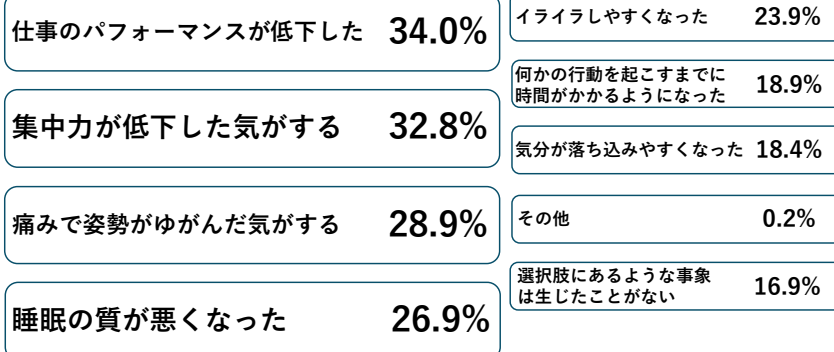 仕事のパフォーマンスが低下した 34.0%
集中力が低下した気がする 32.8%
痛みで姿勢がゆがんだ気がする 28.9%
睡眠の質が悪くなった 26.9%
イライラしやすくなった 23.9%
何かの行動を起こすまでに
時間がかかるようになった 18.9%
気分が落ち込みやすくなった 18.4%
その他 0.2%
選択肢にあるような事象
は生じたことがない 16.9%